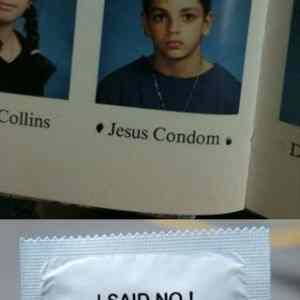 Collins
Jesus Condom
D
I SAID NO !